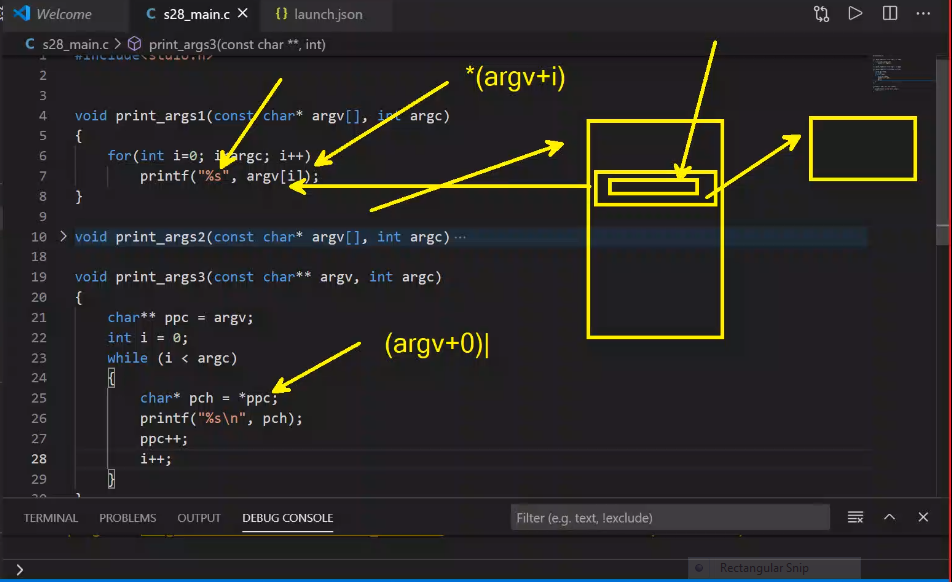 Welcome
C s28_main.c
{} launch.json
C s28_main.c > print_args3(const char **, int)
1 #include<stdio.h>
2
3
4 void print_args1(const char* argv[], int argc)
5 {
6 for(int i=0; i<argc; i++)
7 printf("%s", argv[i]);
8 }
9
10 > void print_args2(const char* argv[], int argc) ···
18
19 void print_args3(const char** argv, int argc)
20 {
21 char** ppc = argv;
22 int i = 0;
23 while (i < argc)
24 {
25 char* pch = *ppc;
26 printf("%s\n", pch);
27 ppc++;
28 i++;
29 }
30 }
*(argv+i)
(argv+0)|
TERMINAL PROBLEMS OUTPUT DEBUG CONSOLE
Filter (e.g. text, !exclude)
>
Rectangular Snip